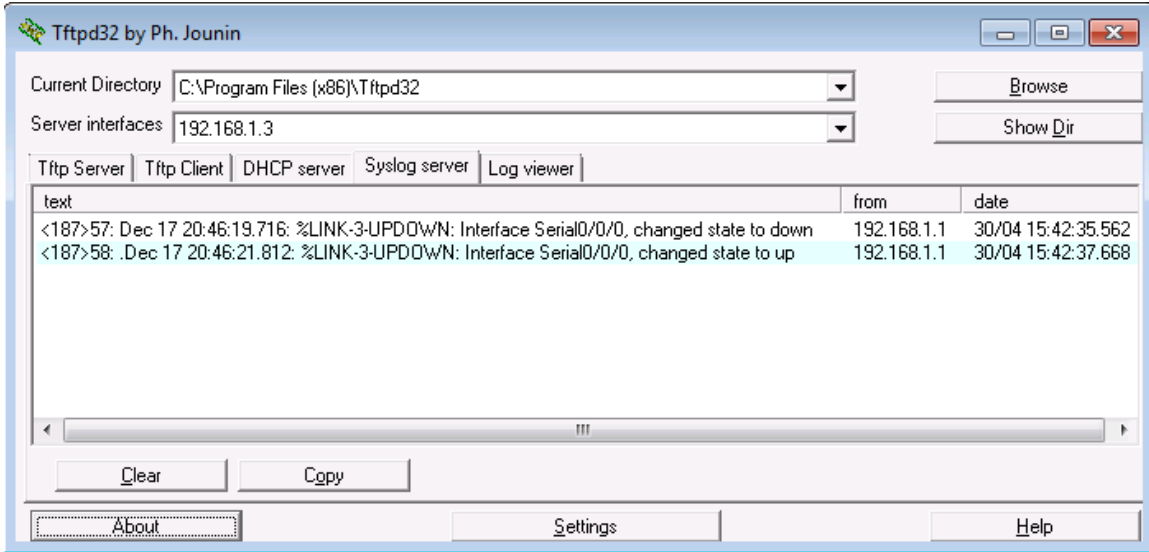 Tftpd32 by Ph. Jounin
Current Directory C:\Program Files (x86)\Tftpd32 Browse
Server interfaces 192.168.1.3 Show Dir
Tftp Server Tftp Client DHCP server Syslog server Log viewer
text from date
<187>57: Dec 17 20:46:19.716: %LINK-3-UPDOWN: Interface Serial0/0/0, changed state to down 192.168.1.1 30/04 15:42:35.562
<187>58: .Dec 17 20:46:21.812: %LINK-3-UPDOWN: Interface Serial0/0/0, changed state to up 192.168.1.1 30/04 15:42:37.668
Clear Copy
About Settings Help